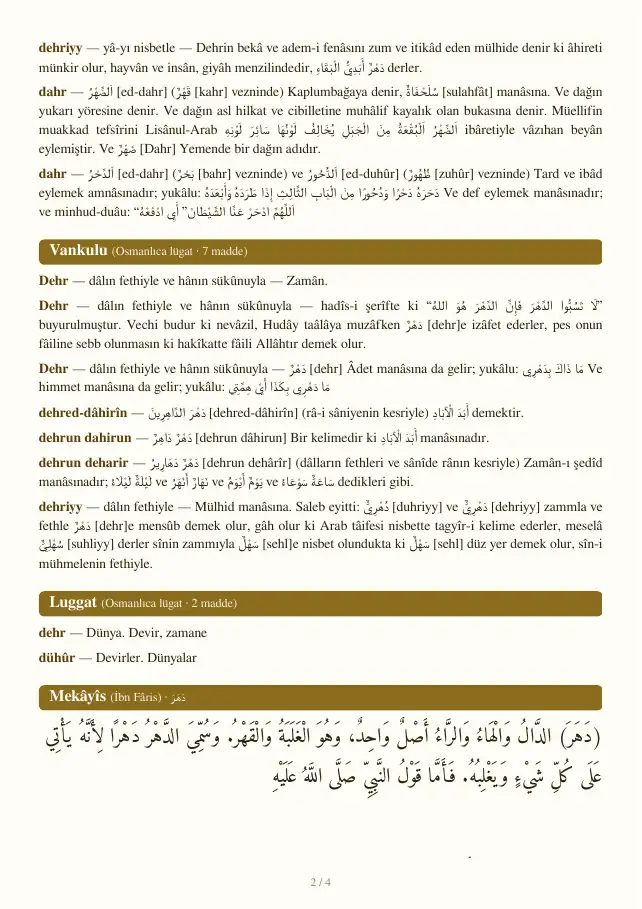 dehriyy — yâ-yı nisbetle — Dehrin bekâ ve adem-i fenâsını zum ve itikâd eden mülhide denir ki âhireti
münkir olur, hayvân ve insân, giyâh menzilindedir, دَهْرٌ أَبَدِيُّ الْبَقَاءِ derler.
dahr — اَلضَّهْرُ [ed-dahr] (قَهْرٌ [kahr] vezninde) Kaplumbağaya denir, سُلَحْفَاةٌ [sulahfât] manâsına. Ve dağın
yukarı yöresine denir. Ve dağın asl hilkat ve cibilletine muhâlif kayalık olan bukasına denir. Müellifin
muakkad tefsîrini Lisânul-Arab اَلضَّهْرُ اَلْبُقْعَةُ مِنَ الْجَبَلِ يُخَالِفُ لَوْنُهَا سَائِرَ لَوْنِهِ ibâretiyle vâzıhan beyân
eylemiştir. Ve ضَهْرٌ [Dahr] Yemende bir dağın adıdır.
dahr — اَلدَّحْرُ [ed-dahr] (بَحْرٌ [bahr] vezninde) ve اَلدُّحُورُ [ed-duhûr] (ظُهُورٌ [zuhûr] vezninde) Tard ve ibâd
eylemek amnâsınadır; yukâlu: دَحَرَهُ دَحْرًا وَدُحُورًا مِنَ الْبَابِ الثَّالِثِ إِذَا طَرَدَهُ وَأَبْعَدَهُ Ve def eylemek manâsınadır;
ve minhud-duâu: “اَللَّهُمَّ ادْحَرْ عَنَّا الشَّيْطَانَ” أَيِ ادْفَعْهُ
Vankulu (Osmanlıca lügat · 7 madde)
Dehr — dâlın fethiyle ve hânın sükûnuyla — Zamân.
Dehr — dâlın fethiyle ve hânın sükûnuyla — hadîs-i şerîfte ki “لَا تَسُبُّوا الدَّهْرَ فَإِنَّ الدَّهْرَ هُوَ اللهُ”
buyurulmuştur. Vechi budur ki nevâzil, Hudây taâlâya muzâfken دَهْرٌ [dehr]e izâfet ederler, pes onun
fâiline sebb olunmasın ki hakîkatte fâili Allâhtır demek olur.
Dehr — dâlın fethiyle ve hânın sükûnuyla — دَهْرٌ [dehr] Âdet manâsına da gelir; yukâlu: مَا ذَاكَ بِدَهْرِي Ve
himmet manâsına da gelir; yukâlu: مَا دَهْرِي بِكَذَا أَيْ هِمَّتِي
dehred-dâhirîn — دَهْرَ الدَّاهِرِينَ [dehred-dâhirîn] (râ-i sâniyenin kesriyle) أَبَدَ الْآبَادِ demektir.
dehrun dahirun — دَهْرٌ دَاهِرٌ [dehrun dâhirun] Bir kelimedir ki أَبَدَ الْآبَادِ manâsınadır.
dehrun deharir — دَهْرٌ دَهَارِيرُ [dehrun dehârîr] (dâlların fethleri ve sânîde rânın kesriyle) Zamân-ı şedîd
manâsınadır; لَيْلَةٌ لَيْلَاءُ ve نَهَارٌ أَنْهَرُ ve يَوْمٌ أَيْوَمُ ve سَاعَةٌ سَوْعَاءُ dedikleri gibi.
dehriyy — dâlın fethiyle — Mülhid manâsına. Saleb eyitti: دُهْرِيٌّ [duhriyy] ve دَهْرِيٌّ [dehriyy] zammla ve
fethle دَهْرٌ [dehr]e mensûb demek olur, gâh olur ki Arab tâifesi nisbette tagyîr-i kelime ederler, meselâ
سُهْلِيٌّ [suhliyy] derler sînin zammıyla سَهْلٌ [sehl]e nisbet olundukta ki سَهْلٌ [sehl] düz yer demek olur, sîn-i
mühmelenin fethiyle.
Luggat (Osmanlıca lügat · 2 madde)
dehr — Dünya. Devir, zamane
dühûr — Devirler. Dünyalar
Mekâyîs (İbn Fâris) · دَهَرَ
(دَهَرَ) الدَّالُ وَالْهَاءُ وَالرَّاءُ أَصْلٌ وَاحِدٌ، وَهُوَ الْغَلَبَةُ وَالْقَهْرُ. وَسُمِّيَ الدَّهْرُ دَهْرًا لِأَنَّهُ يَأْتِي
عَلَى كُلِّ شَيْءٍ وَيَغْلِبُهُ. فَأَمَّا قَوْلُ النَّبِيِّ صَلَّى اللَّهُ عَلَيْهِ
2 / 4